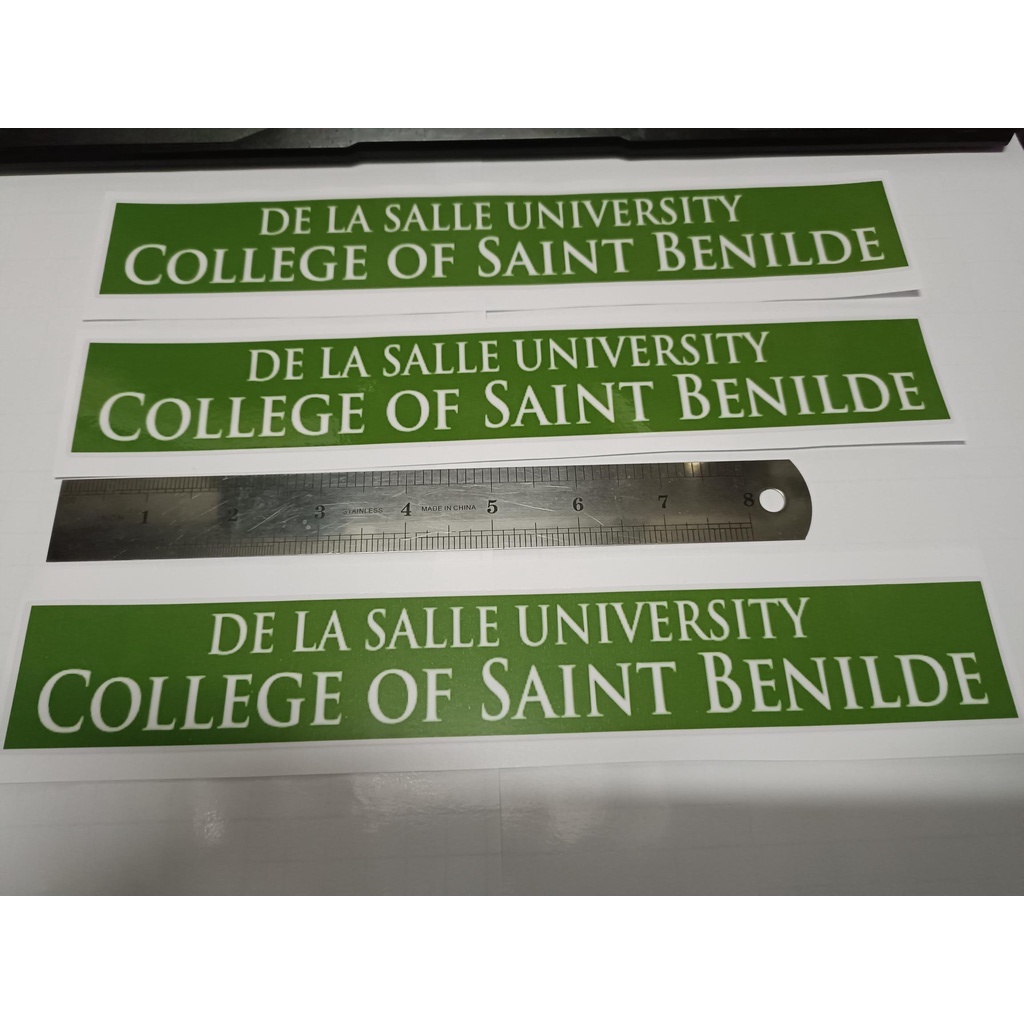 DE LA SALLE UNIVERSITY
COLLEGE OF SAINT BENILDE
DE LA SALLE UNIVERSITY
COLLEGE OF SAINT BENILDE
1 2 3 STAINLESS 4 MADE IN CHINA 5 6 7 8
DE LA SALLE UNIVERSITY
COLLEGE OF SAINT BENILDE